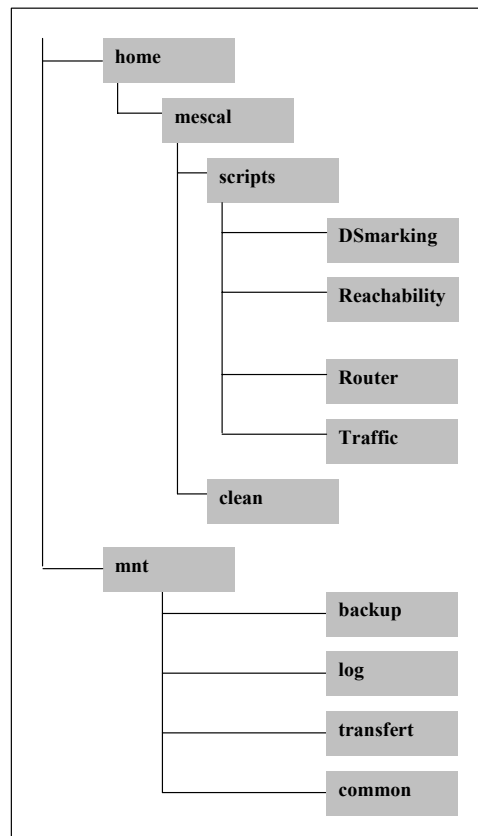 home
mescal
scripts
DSmarking
Reachability
Router
Traffic
clean
mnt
backup
log
transfert
common